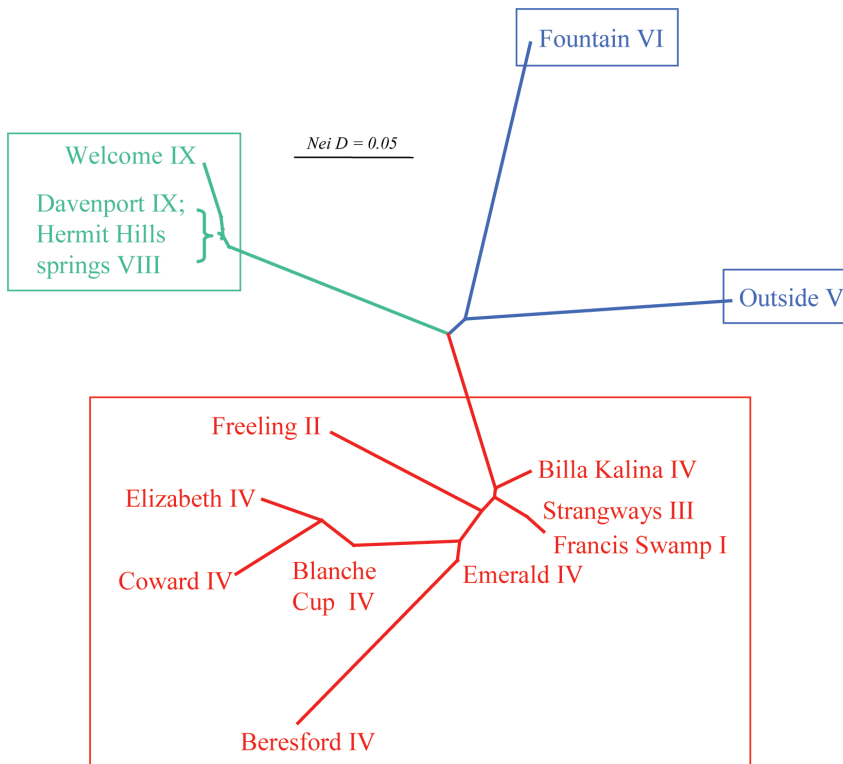 Fountain VI
Nei D = 0.05
Welcome IX
Davenport IX;
Hermit Hills
springs VIII
Outside V
Freeling II
Billa Kalina IV
Elizabeth IV
Strangways III
Francis Swamp I
Coward IV
Blanche
Cup IV
Emerald IV
Beresford IV